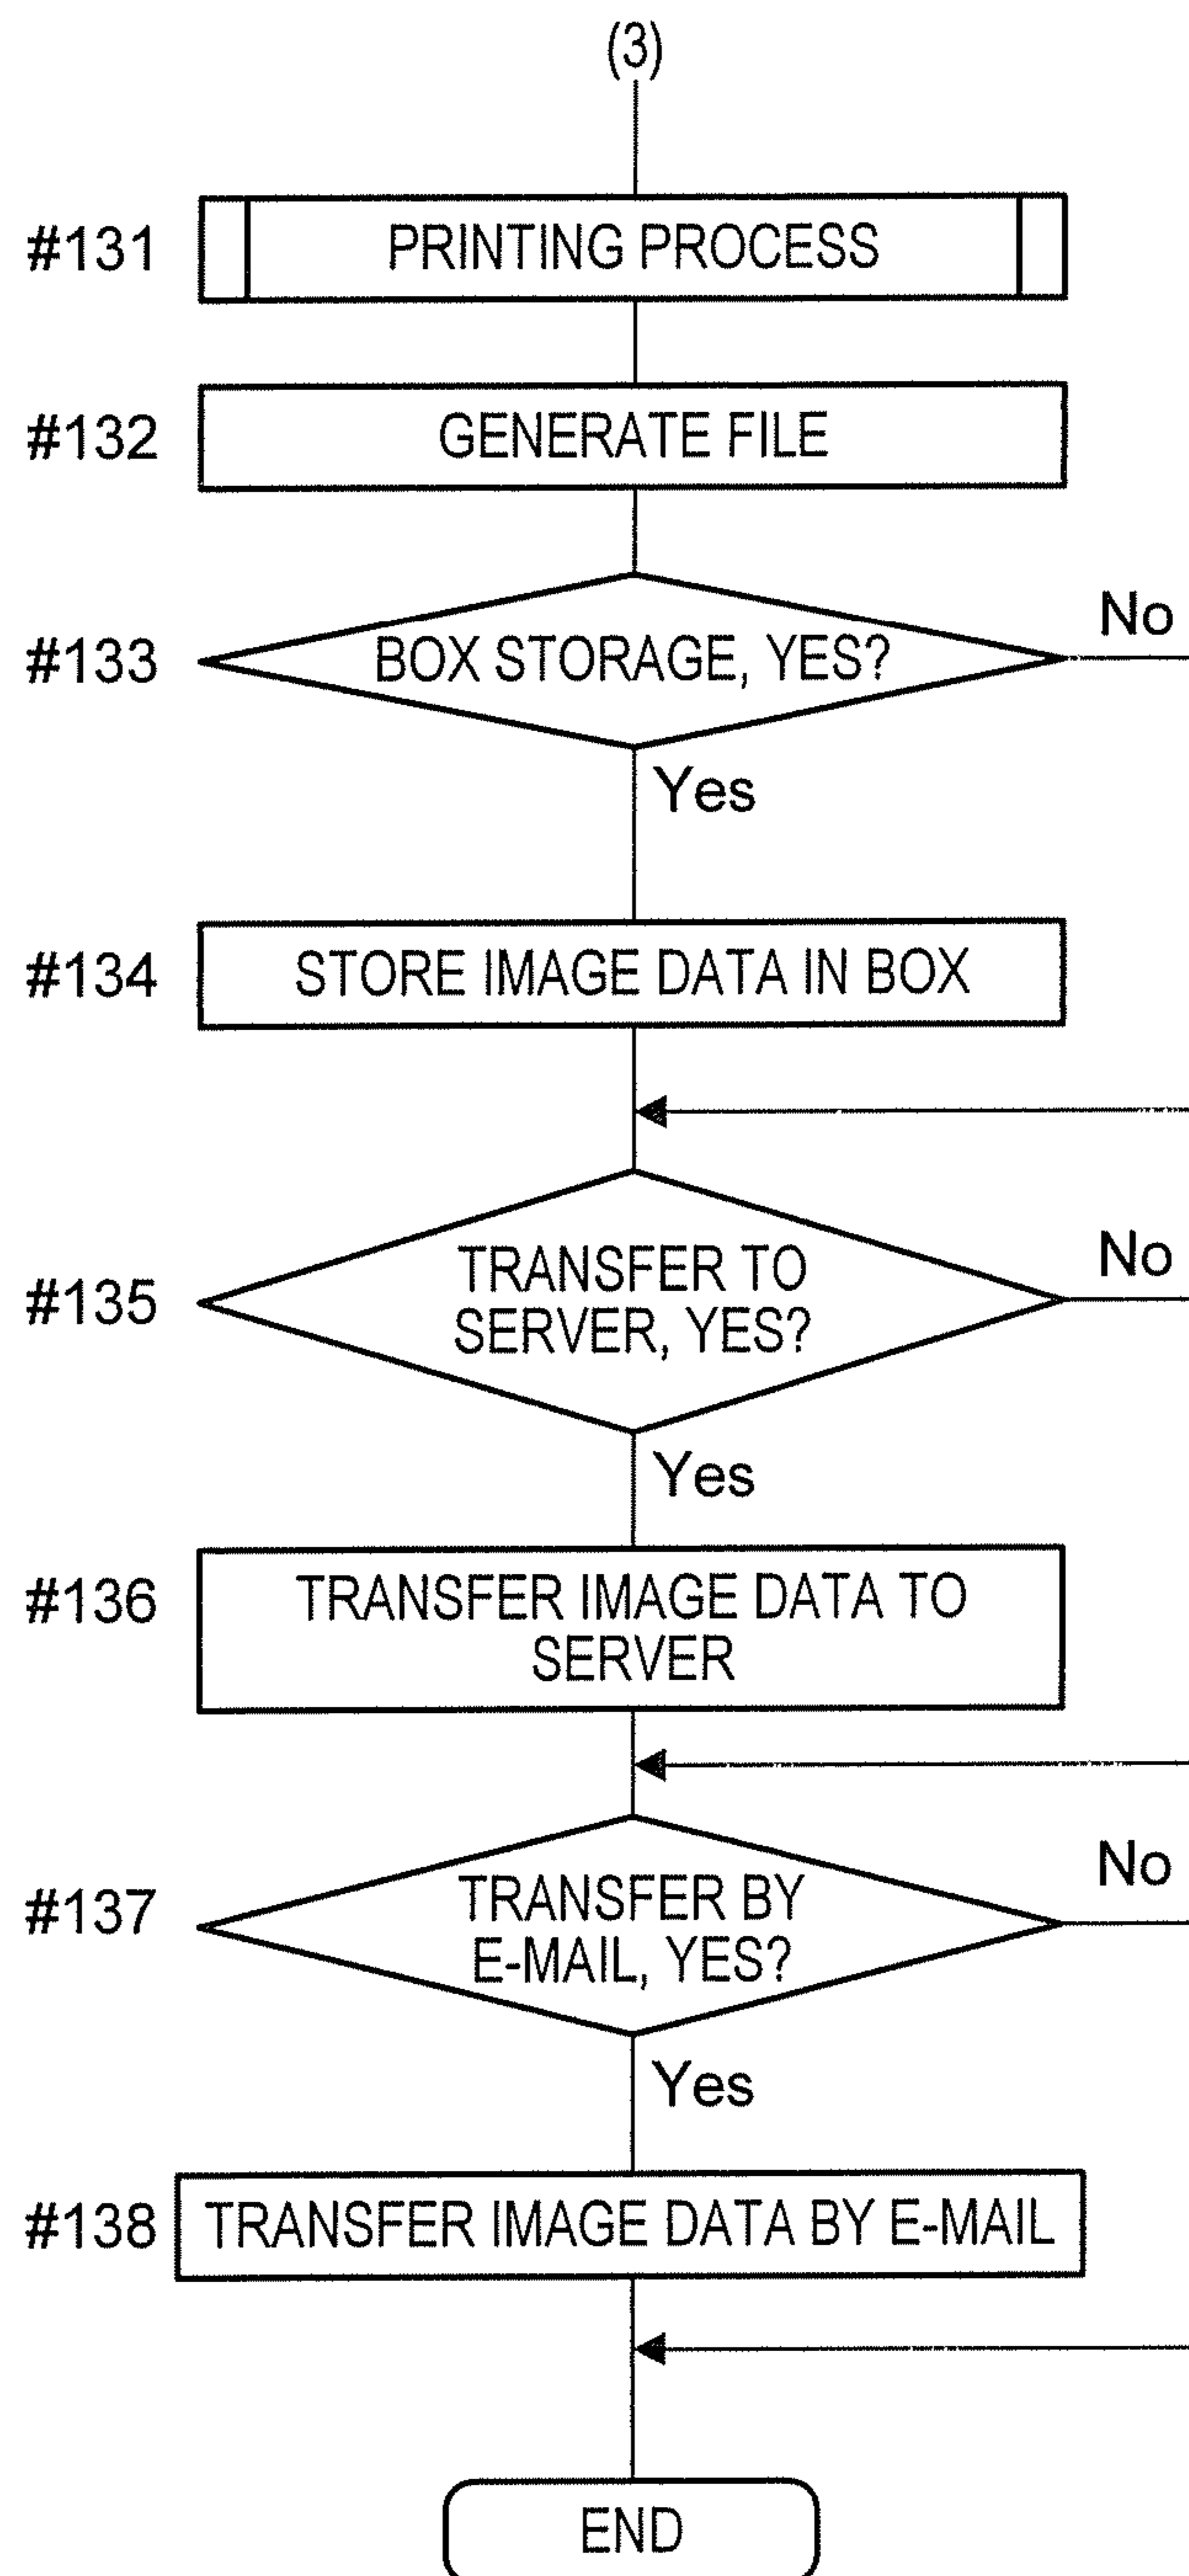 (3)
#131 PRINTING PROCESS
#132 GENERATE FILE
#133 BOX STORAGE, YES? No
Yes
#134 STORE IMAGE DATA IN BOX
#135 TRANSFER TO
SERVER, YES? No
Yes
#136 TRANSFER IMAGE DATA TO
SERVER
#137 TRANSFER BY
E-MAIL, YES? No
Yes
#138 TRANSFER IMAGE DATA BY E-MAIL
END